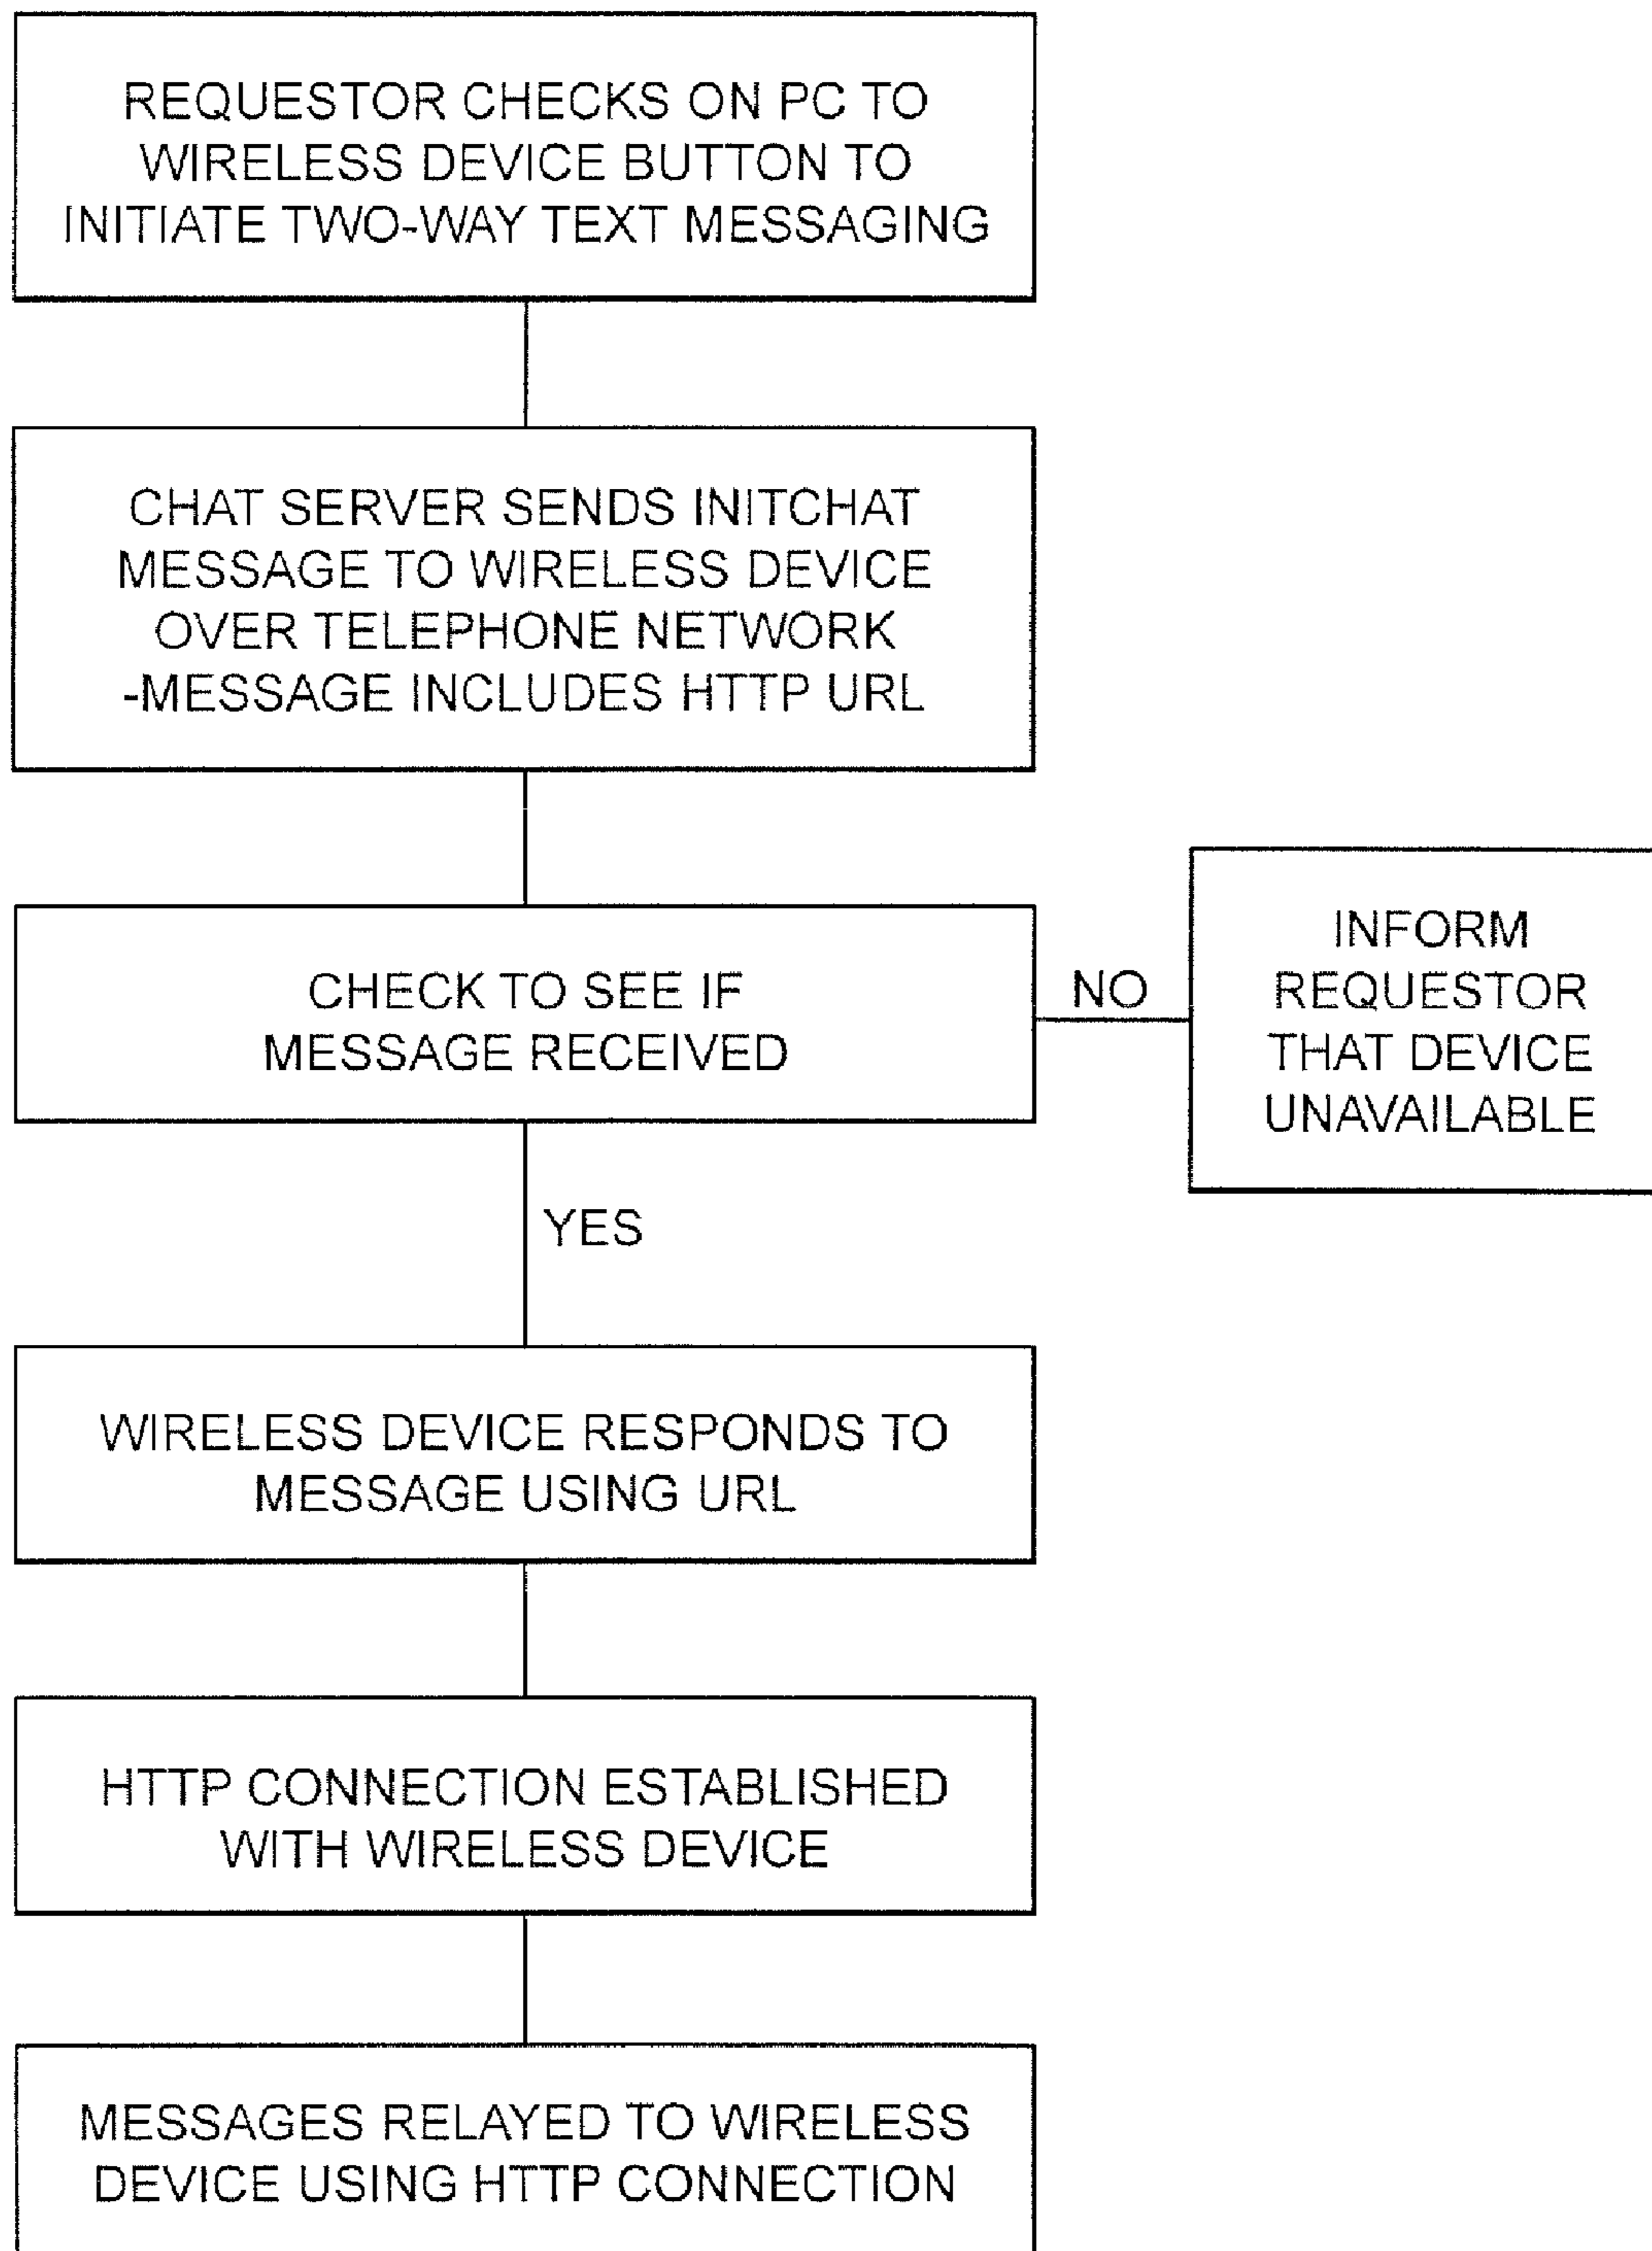 REQUESTOR CHECKS ON PC TO
WIRELESS DEVICE BUTTON TO
INITIATE TWO-WAY TEXT MESSAGING
CHAT SERVER SENDS INITCHAT
MESSAGE TO WIRELESS DEVICE
OVER TELEPHONE NETWORK
-MESSAGE INCLUDES HTTP URL
CHECK TO SEE IF
MESSAGE RECEIVED
NO
INFORM
REQUESTOR
THAT DEVICE
UNAVAILABLE
YES
WIRELESS DEVICE RESPONDS TO
MESSAGE USING URL
HTTP CONNECTION ESTABLISHED
WITH WIRELESS DEVICE
MESSAGES RELAYED TO WIRELESS
DEVICE USING HTTP CONNECTION